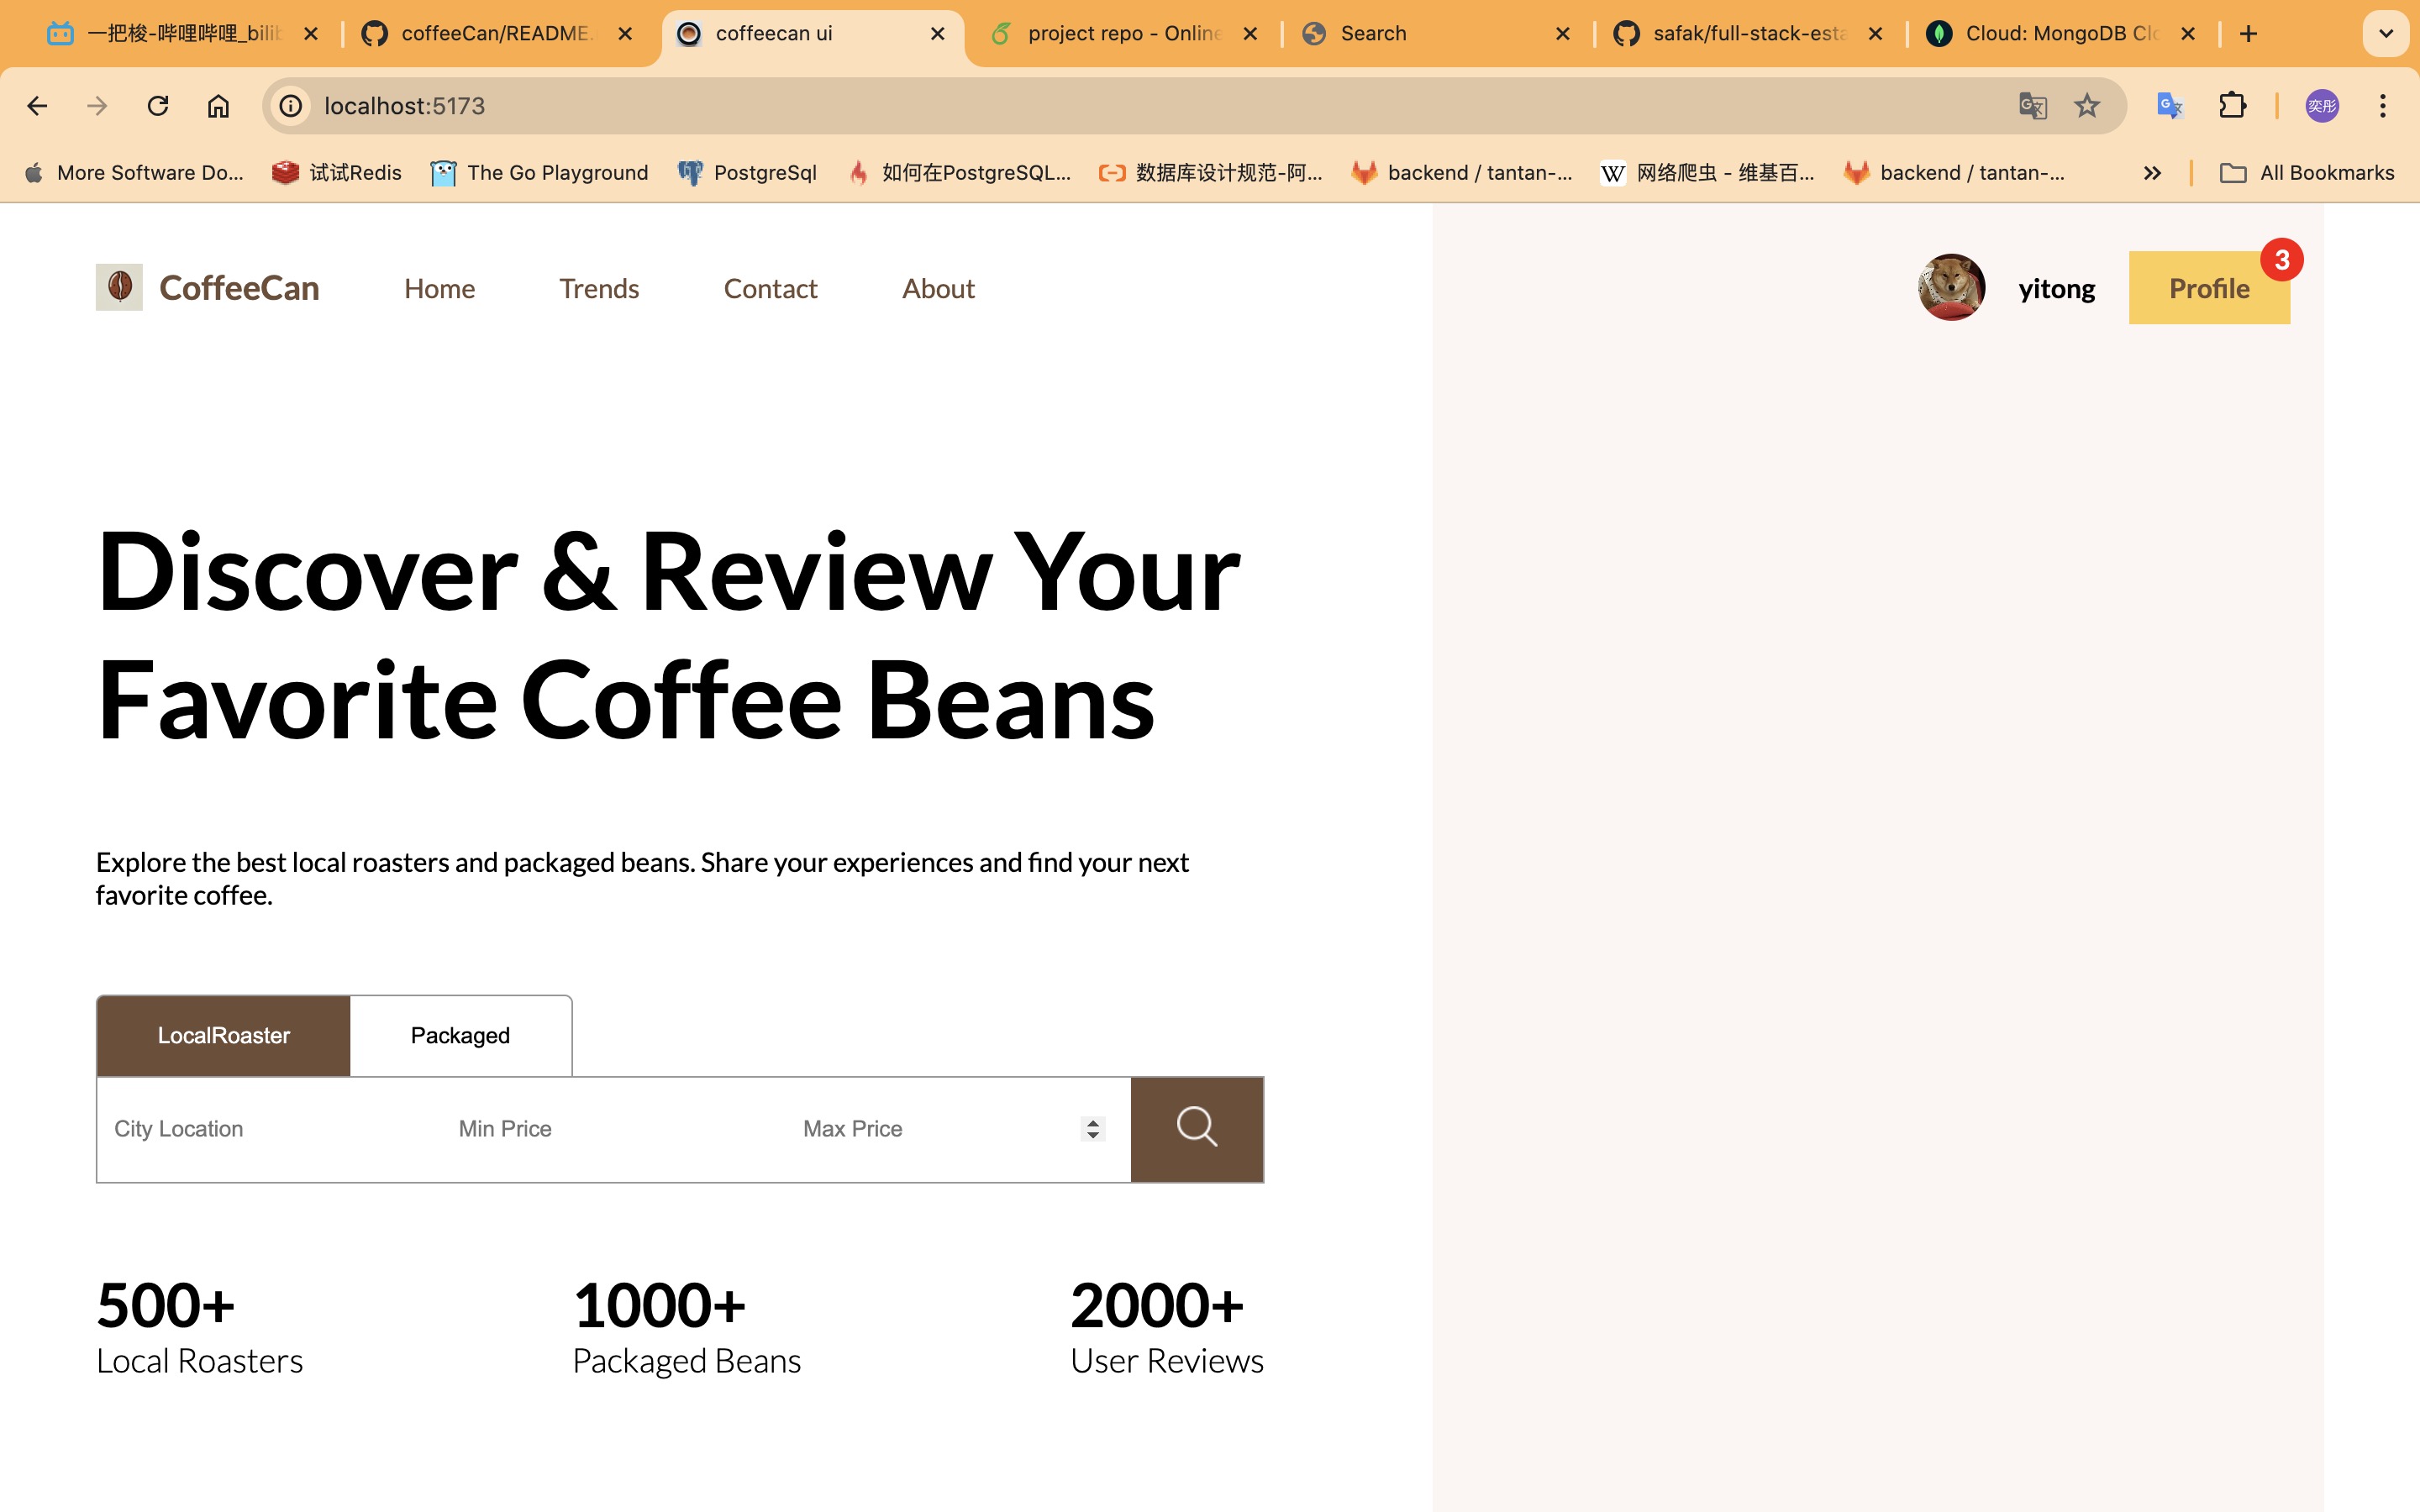 一把梭-哔哩哔哩_bilib
coffeeCan/README.
coffeecan ui
project repo - Online
Search
safak/full-stack-esta
Cloud: MongoDB Clo
localhost:5173
奕彤
More Software Do...
试试Redis
The Go Playground
PostgreSql
如何在PostgreSQL...
数据库设计规范-阿...
backend / tantan-...
W 网络爬虫 - 维基百...
backend / tantan-...
All Bookmarks
CoffeeCan
Home
Trends
Contact
About
yitong
Profile
3
Discover & Review Your
Favorite Coffee Beans
Explore the best local roasters and packaged beans. Share your experiences and find your next
favorite coffee.
LocalRoaster
Packaged
City Location
Min Price
Max Price
500+
1000+
2000+
Local Roasters
Packaged Beans
User Reviews